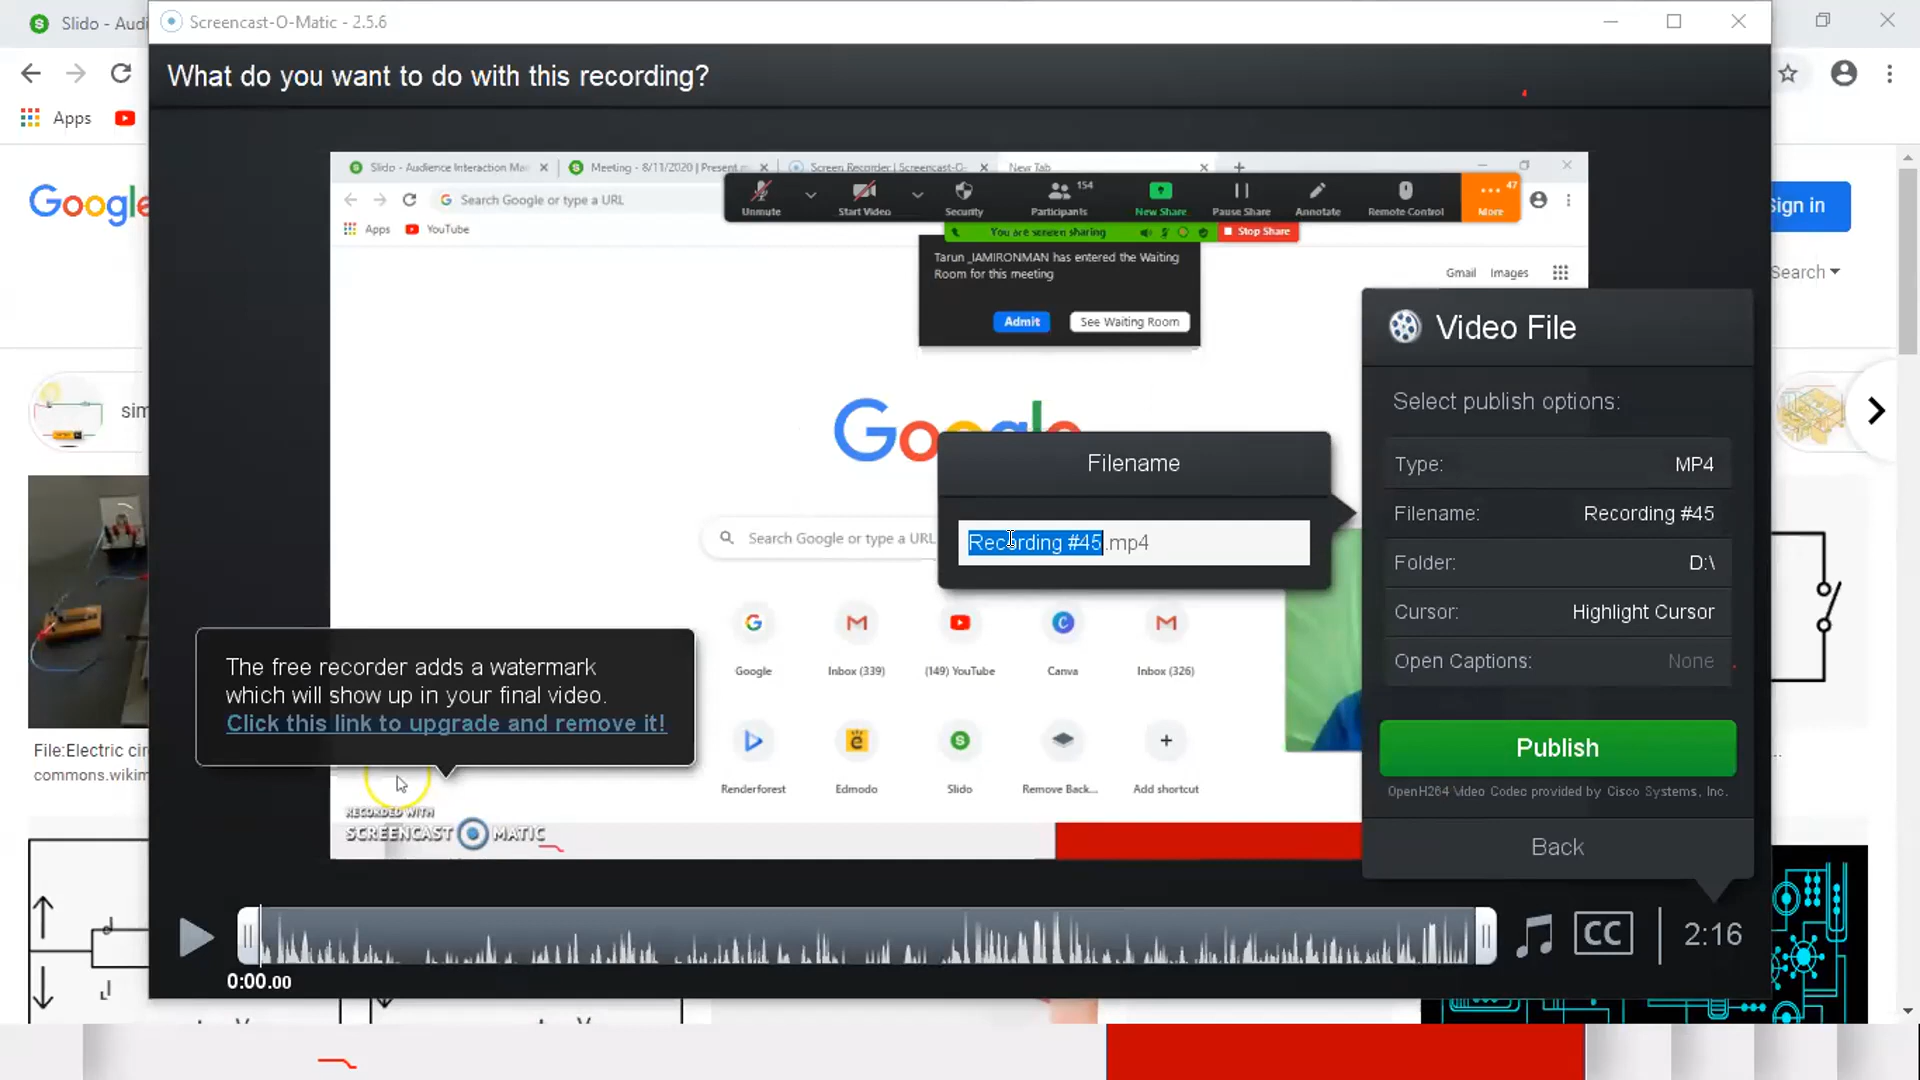 Slido - Audi
Screencast-O-Matic - 2.5.6
What do you want to do with this recording?
Apps
Google
Sign in
Search
Slido - Audience Interaction Ma
Meeting - 8/11/2020 | Present
Screen Recorder | Screencast-O-
New Tab
Search Google or type a URL
Apps
YouTube
Unmute
Start Video
Security
154
Participants
New Share
Pause Share
Annotate
Remote Control
47
More
You are screen sharing
Stop Share
Tarun _IAMIRONMAN has entered the Waiting
Room for this meeting
Admit
See Waiting Room
Gmail
Images
Video File
Select publish options:
Type:
MP4
Filename:
Recording #45
Folder:
D:\
Cursor:
Highlight Cursor
Open Captions:
None
Publish
OpenH264 Video Codec provided by Cisco Systems, Inc.
Back
Filename
Recording #45.mp4
Search Google or type a URL
Google
Inbox (339)
(149) YouTube
Canva
Inbox (326)
Renderforest
Edmodo
Slido
Remove Back...
Add shortcut
The free recorder adds a watermark
which will show up in your final video.
Click this link to upgrade and remove it!
RECORDED WITH
SCREENCAST MATIC
File:Electric cir
commons.wikim
0:00.00
CC
2:16